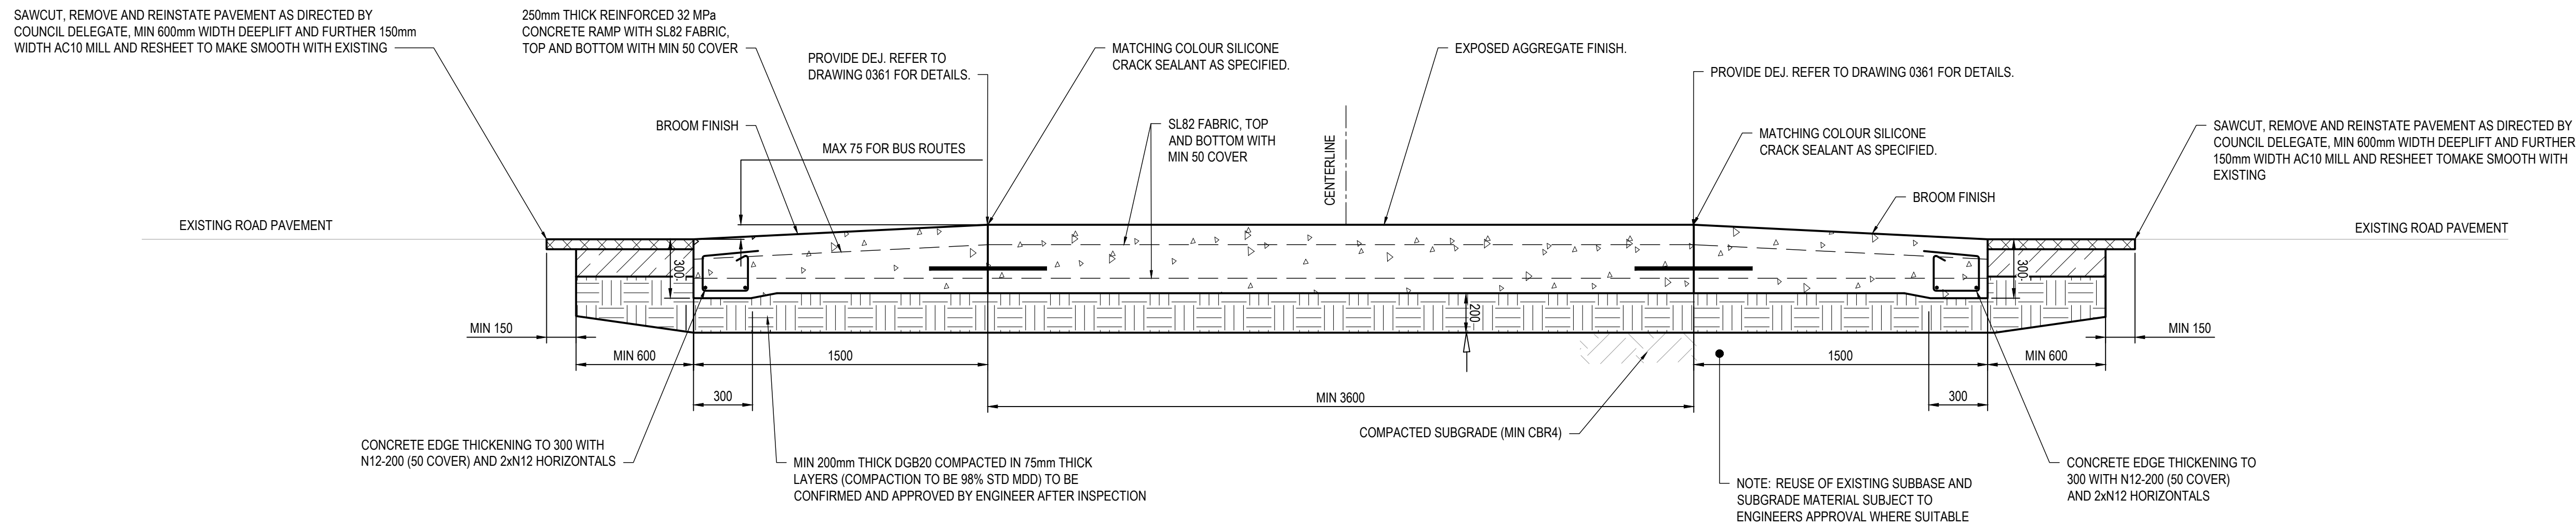 SAWCUT, REMOVE AND REINSTATE PAVEMENT AS DIRECTED BY
COUNCIL DELEGATE, MIN 600mm WIDTH DEEPLIFT AND FURTHER 150mm
WIDTH AC10 MILL AND RESHEET TO MAKE SMOOTH WITH EXISTING
250mm THICK REINFORCED 32 MPa
CONCRETE RAMP WITH SL82 FABRIC,
TOP AND BOTTOM WITH MIN 50 COVER
PROVIDE DEJ. REFER TO
DRAWING 0361 FOR DETAILS.
MATCHING COLOUR SILICONE
CRACK SEALANT AS SPECIFIED.
EXPOSED AGGREGATE FINISH.
PROVIDE DEJ. REFER TO DRAWING 0361 FOR DETAILS.
BROOM FINISH
MAX 75 FOR BUS ROUTES
SL82 FABRIC, TOP
AND BOTTOM WITH
MIN 50 COVER
CENTERLINE
MATCHING COLOUR SILICONE
CRACK SEALANT AS SPECIFIED.
BROOM FINISH
SAWCUT, REMOVE AND REINSTATE PAVEMENT AS DIRECTED BY
COUNCIL DELEGATE, MIN 600mm WIDTH DEEPLIFT AND FURTHER
150mm WIDTH AC10 MILL AND RESHEET TOMAKE SMOOTH WITH
EXISTING
EXISTING ROAD PAVEMENT
EXISTING ROAD PAVEMENT
300
300
200
MIN 150
MIN 600
1500
300
MIN 3600
1500
300
MIN 600
MIN 150
CONCRETE EDGE THICKENING TO 300 WITH
N12-200 (50 COVER) AND 2xN12 HORIZONTALS
MIN 200mm THICK DGB20 COMPACTED IN 75mm THICK
LAYERS (COMPACTION TO BE 98% STD MDD) TO BE
CONFIRMED AND APPROVED BY ENGINEER AFTER INSPECTION
COMPACTED SUBGRADE (MIN CBR4)
NOTE: REUSE OF EXISTING SUBBASE AND
SUBGRADE MATERIAL SUBJECT TO
ENGINEERS APPROVAL WHERE SUITABLE
CONCRETE EDGE THICKENING TO
300 WITH N12-200 (50 COVER)
AND 2xN12 HORIZONTALS